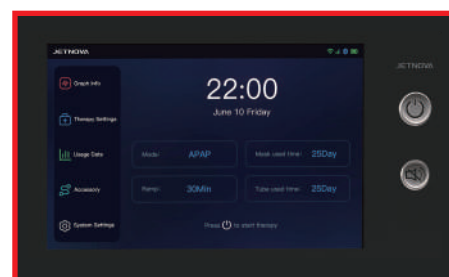 JETNOVA
JETNOVA
Graph Info
22:00
June 10 Friday
Therapy Settings
Usage Data
Mode: APAP
Mask used time: 25Day
Accessory
Ramp: 30Min
Tube used time: 25Day
System Settings
Press to start therapy